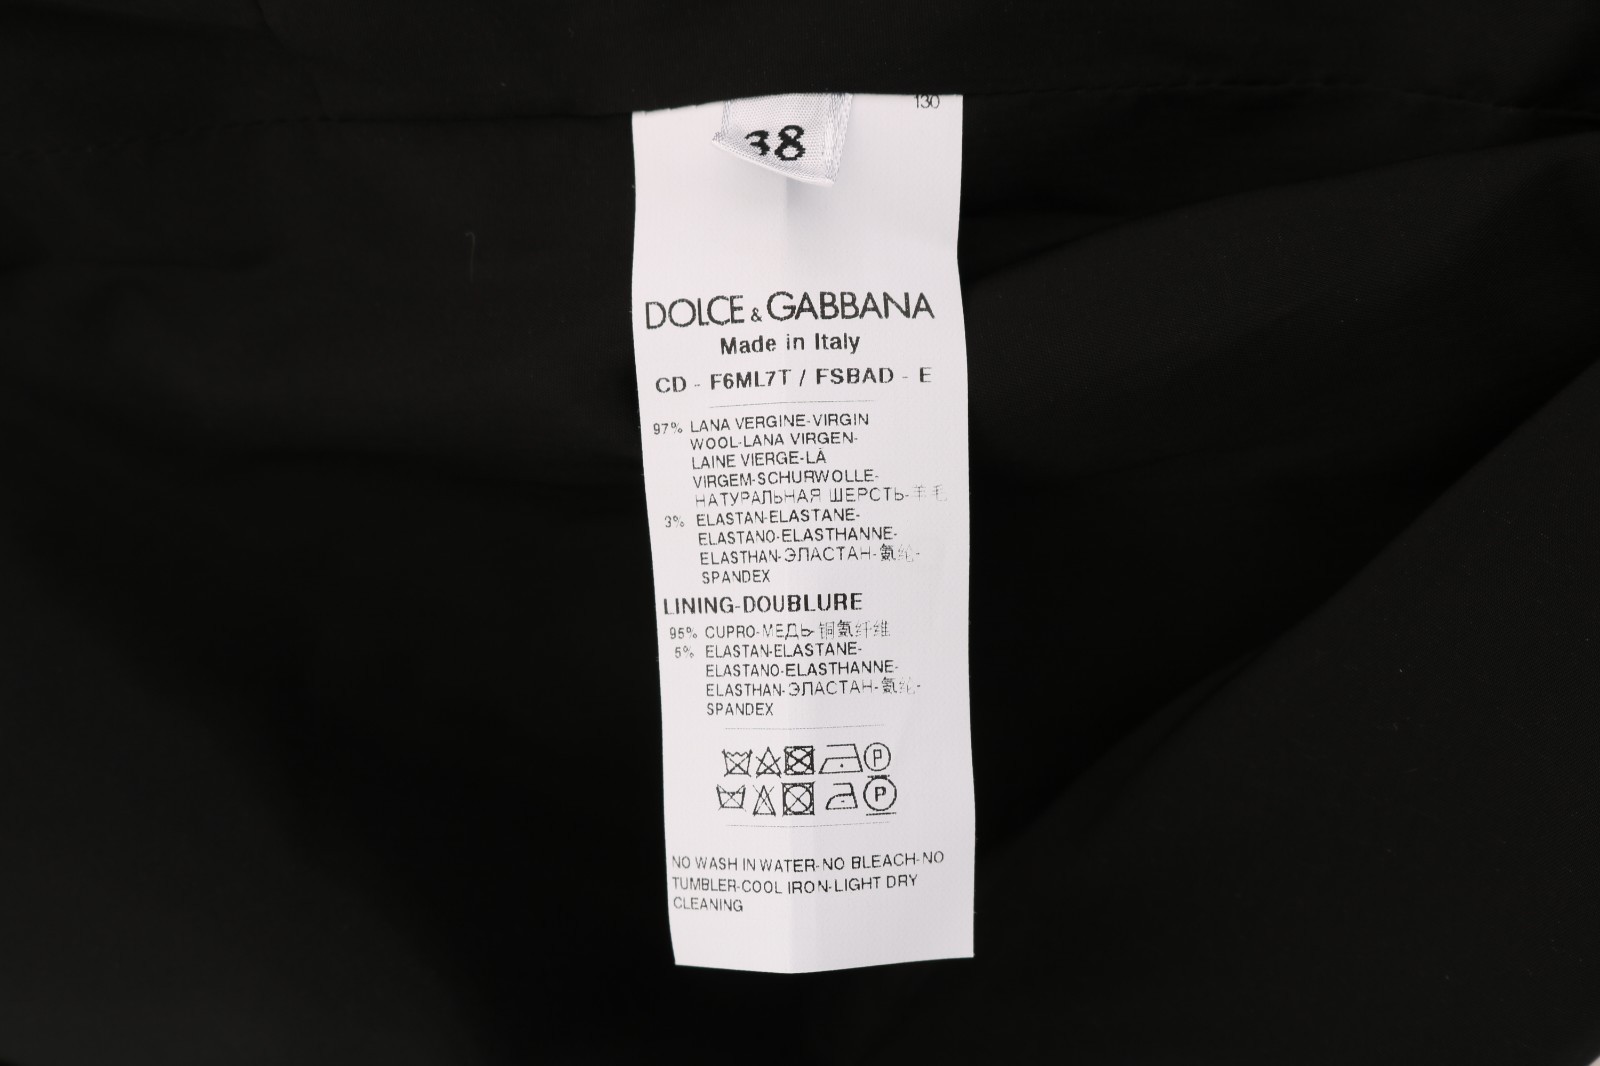 130
38
DOLCE & GABBANA
Made in Italy
CD - F6ML7T / FSBAD - E
97% LANA VERGINE-VIRGIN
WOOL-LANA VIRGEN-
LAINE VIERGE-LÀ
VIRGEM-SCHURWOLLE-
НАТУРАЛЬНАЯ ШЕРСТЬ-羊毛
3% ELASTAN-ELASTANE-
ELASTANO-ELASTHANNE-
ELASTHAN-ЭЛАСТАН-氨纶-
SPANDEX
LINING-DOUBLURE
95% CUPRO-МЕДЬ-铜氨纤维
5% ELASTAN-ELASTANE-
ELASTANO-ELASTHANNE-
ELASTHAN-ЭЛАСТАН-氨纶-
SPANDEX
P
P
NO WASH IN WATER-NO BLEACH-NO
TUMBLER-COOL IRON-LIGHT DRY
CLEANING